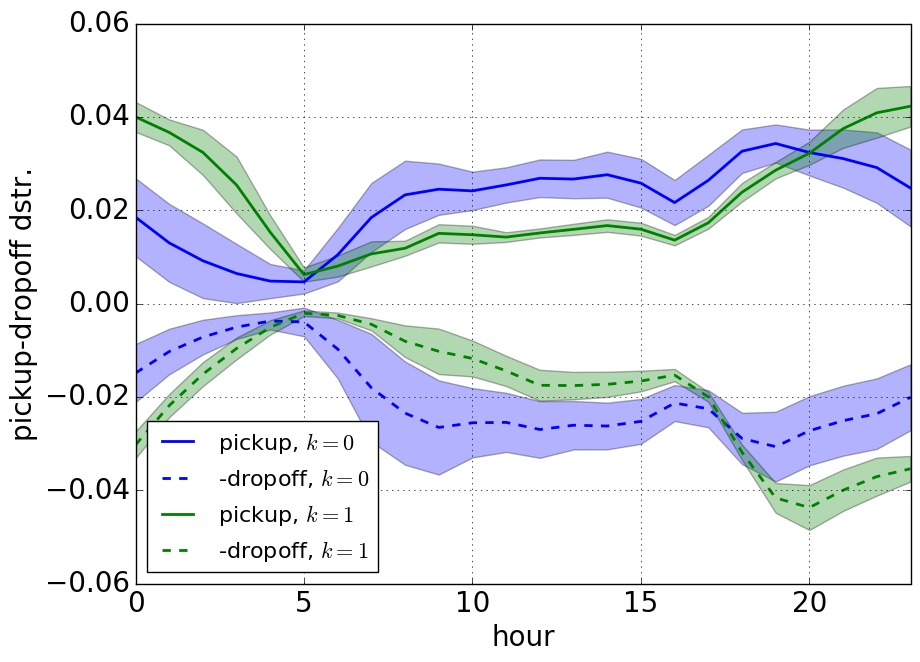 0.06
0.04
0.02
0.00
−0.02
−0.04
−0.06
pickup-dropoff dstr.
pickup, k=0
-dropoff, k=0
pickup, k=1
-dropoff, k=1
0 5 10 15 20
hour